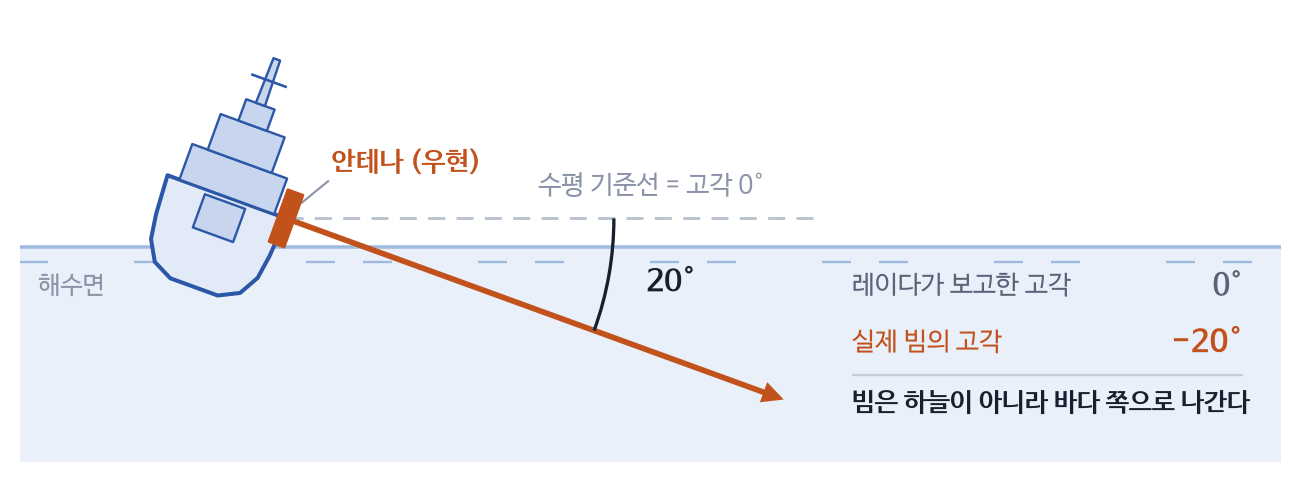 안테나 (우현)
수평 기준선 = 고각 0˚
해수면
20˚
레이다가 보고한 고각 0˚
실제 빔의 고각 −20˚
빔은 하늘이 아니라 바다 쪽으로 나간다